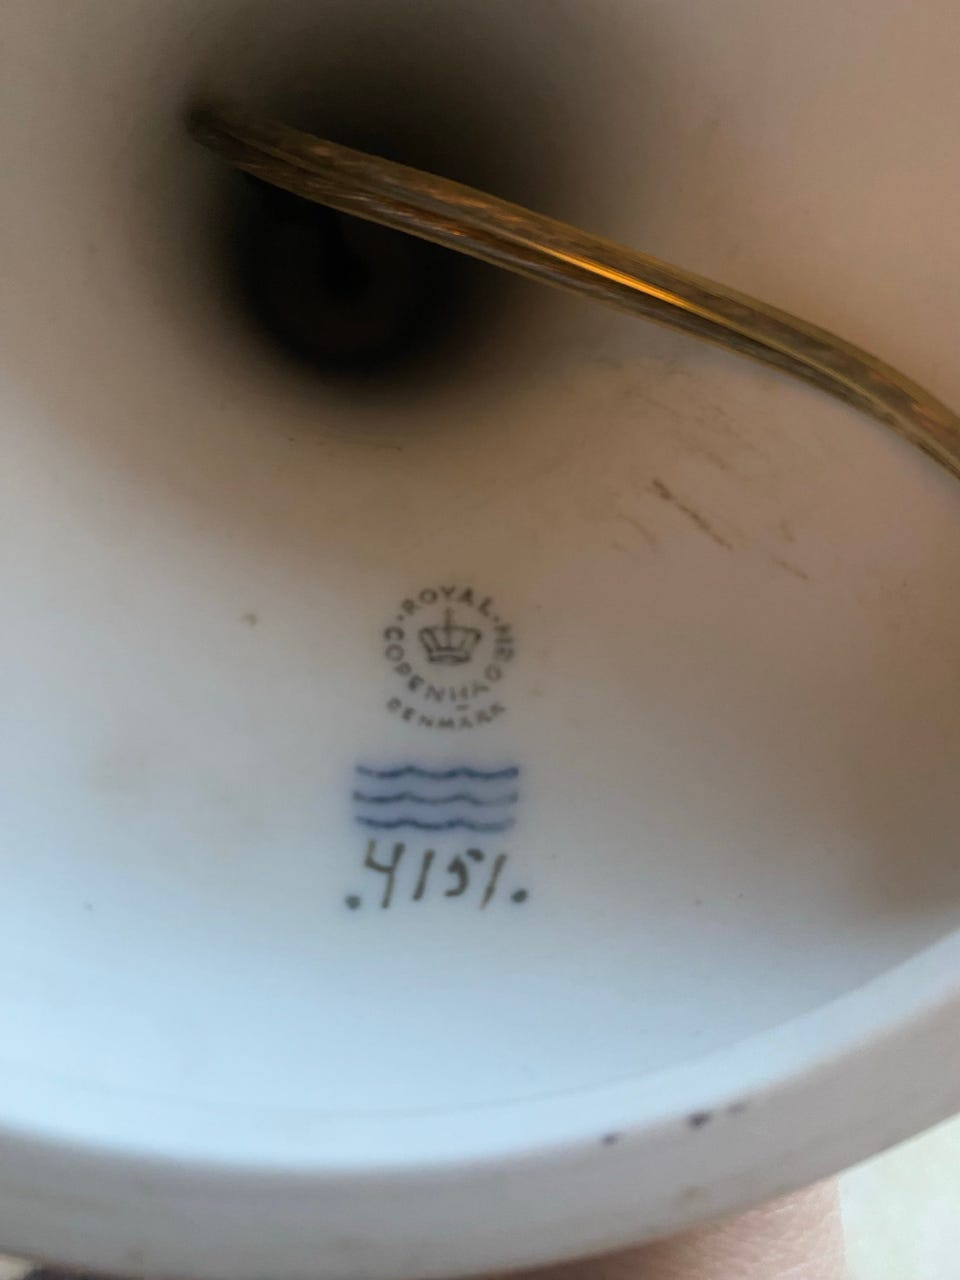 ROYAL
COPENHAGEN
DENMARK
.4151.